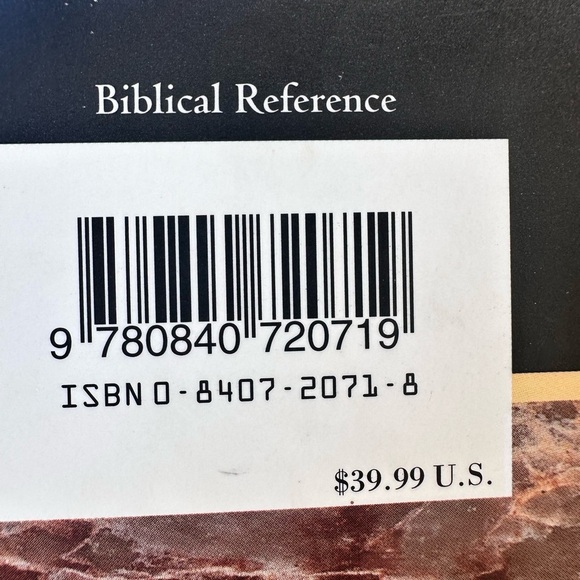 Biblical Reference
9 780840 720719
ISBN 0-8407-2071-8
$39.99 U.S.